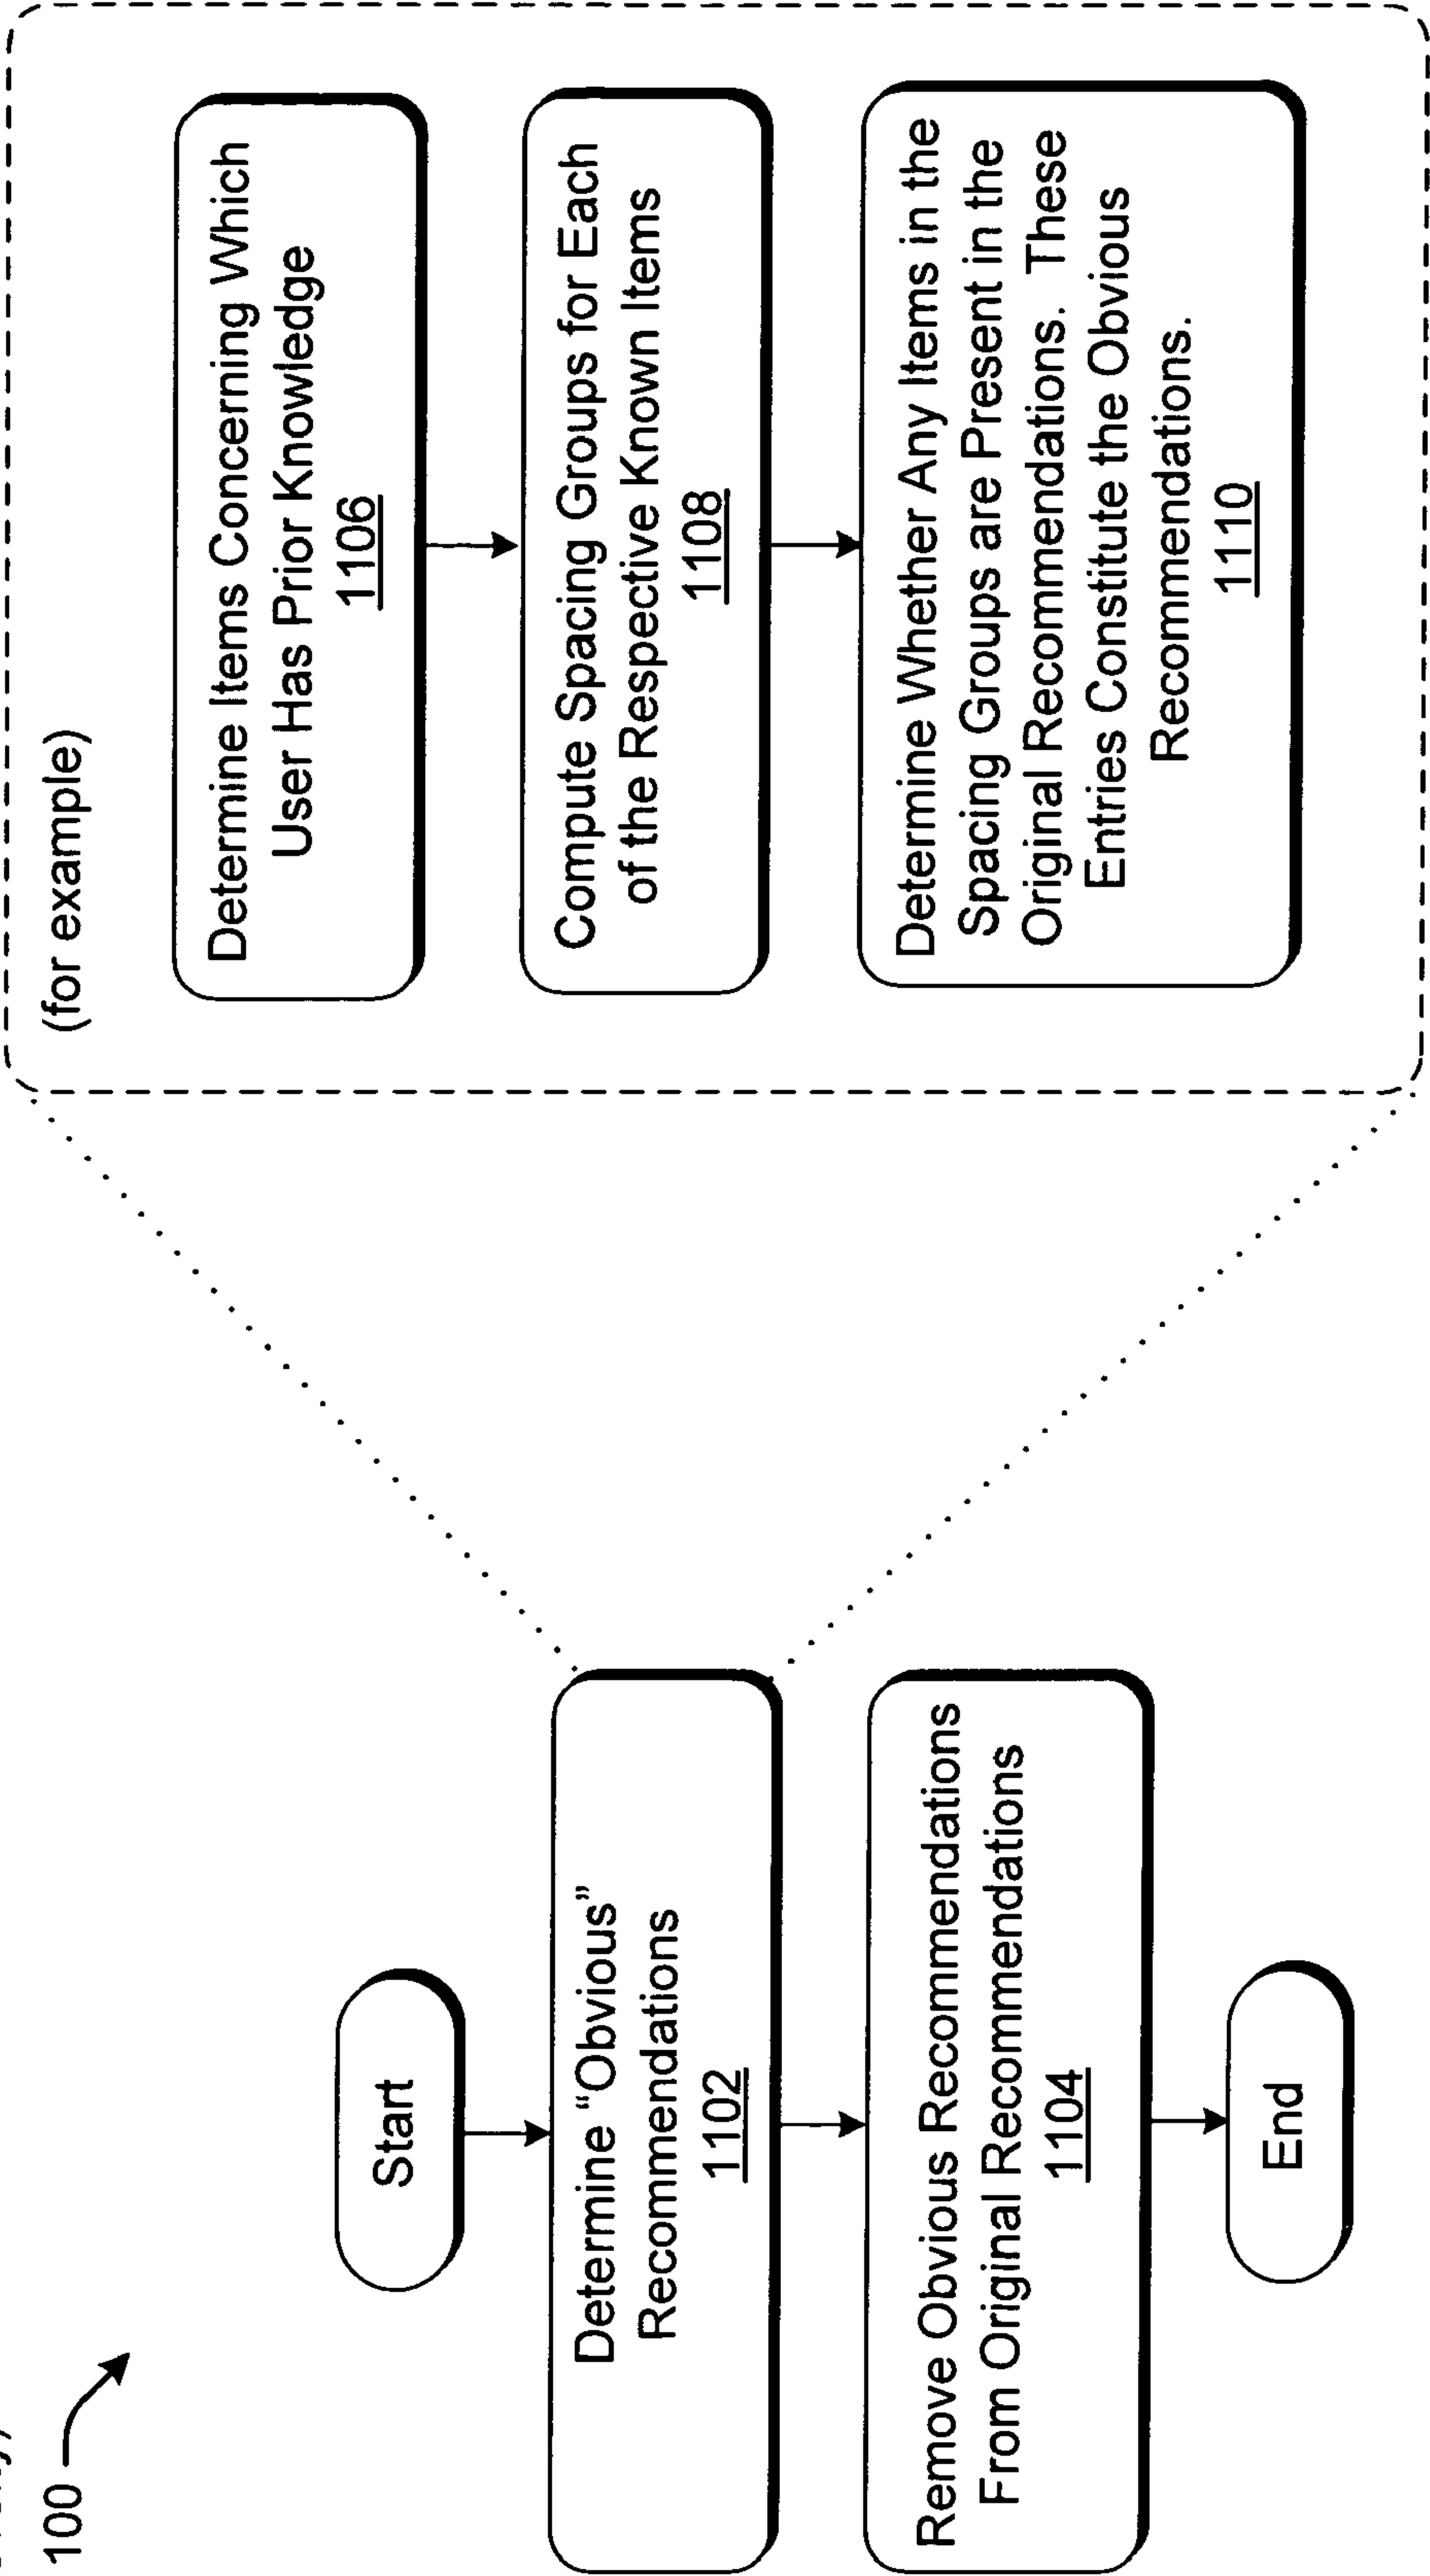 100
Start
Determine “Obvious”
Recommendations
1102
Remove Obvious Recommendations
From Original Recommendations
1104
End
(for example)
Determine Items Concerning Which
User Has Prior Knowledge
1106
Compute Spacing Groups for Each
of the Respective Known Items
1108
Determine Whether Any Items in the
Spacing Groups are Present in the
Original Recommendations. These
Entries Constitute the Obvious
Recommendations.
1110